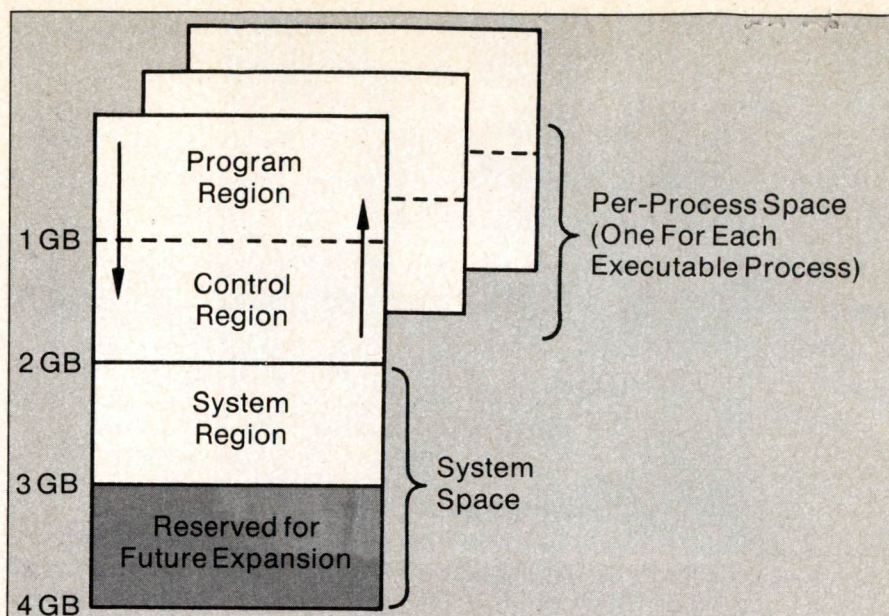 Program
Region
1 GB
Control
Region
2 GB
System
Region
3 GB
Reserved for
Future Expansion
4 GB
Per-Process Space
(One For Each
Executable Process)
System
Space